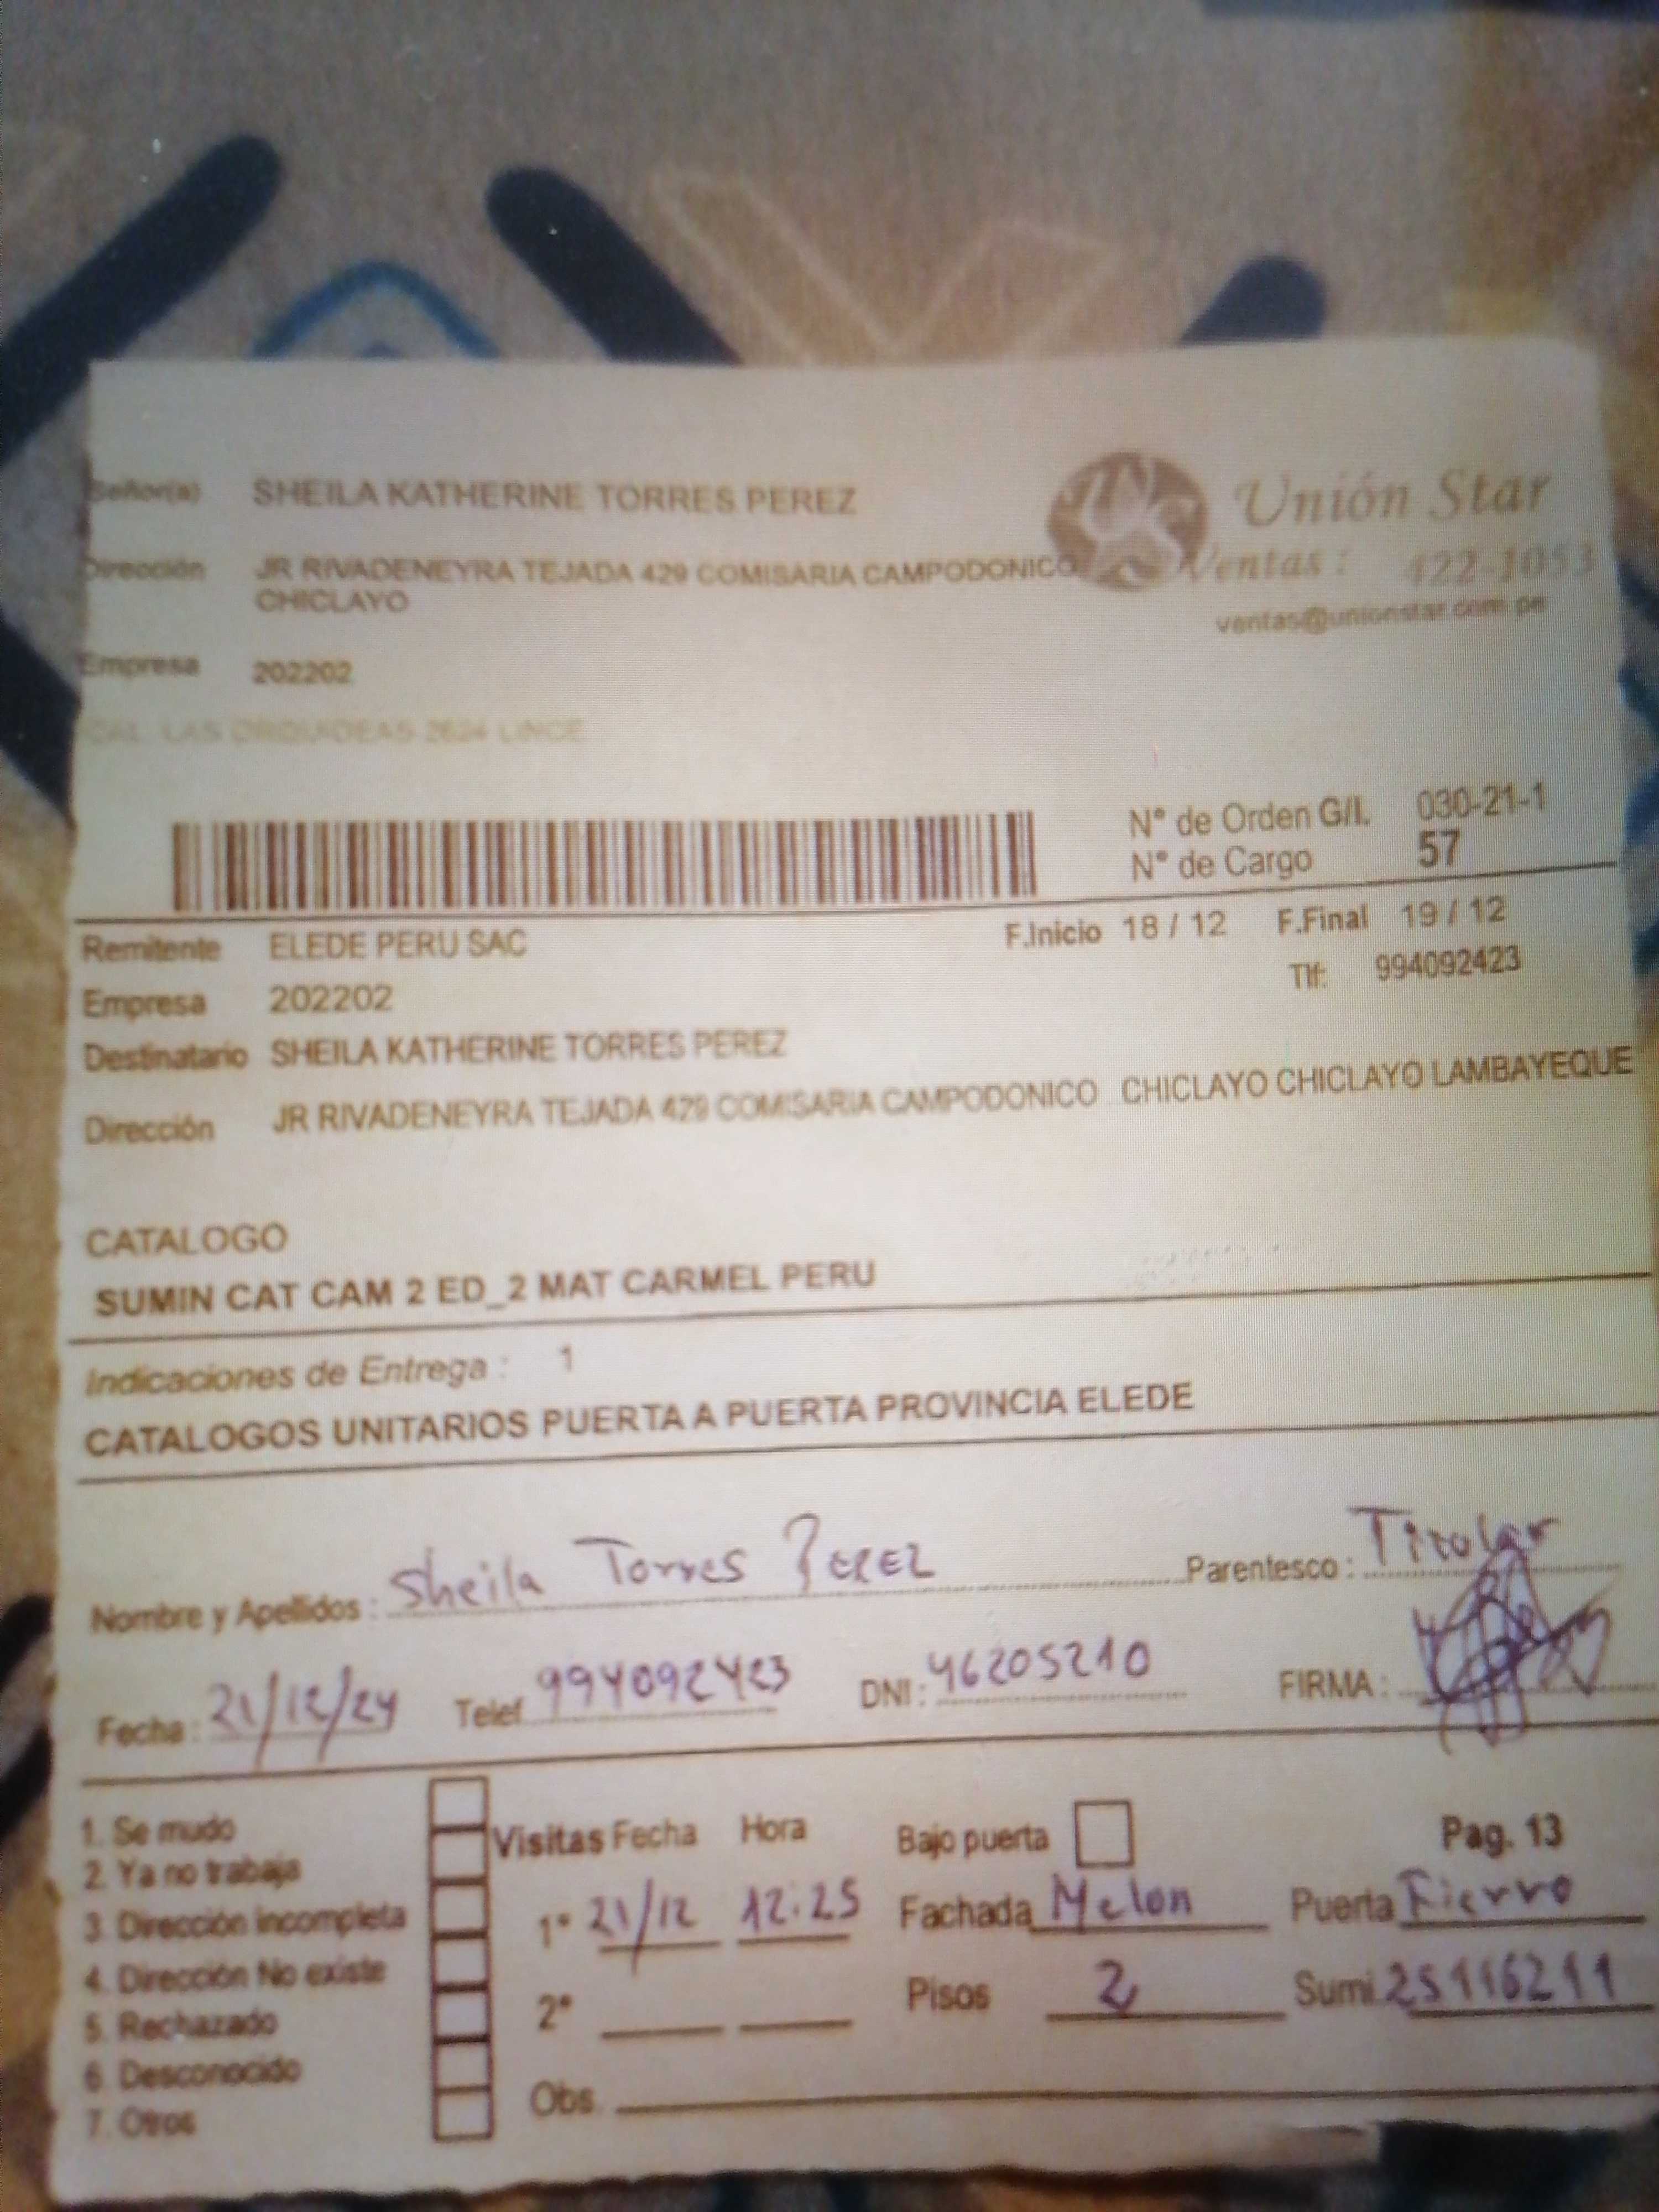 Señor(a) SHEILA KATHERINE TORRES PEREZ
Unión Star
Dirección JR RIVADENEYRA TEJADA 429 COMISARIA CAMPODONICO
CHICLAYO
Ventas: 422-1053
ventas@unionstar.com.pe
Empresa 202202
CAL. LAS ORQUIDEAS 2624 LINCE
N° de Orden G/L 030-21-1
N° de Cargo 57
Remitente ELEDE PERU SAC F.Inicio 18 / 12 F.Final 19 / 12
Empresa 202202 Tlf: 994092423
Destinatario SHEILA KATHERINE TORRES PEREZ
Dirección JR RIVADENEYRA TEJADA 429 COMISARIA CAMPODONICO CHICLAYO CHICLAYO LAMBAYEQUE
CATALOGO
SUMIN CAT CAM 2 ED_2 MAT CARMEL PERU
Indicaciones de Entrega : 1
CATALOGOS UNITARIOS PUERTA A PUERTA PROVINCIA ELEDE
Nombre y Apellidos : Sheila Torres PEREZ Parentesco : Titular
Fecha : 21/12/24 Telef 994092423 DNI : 46205210 FIRMA :
1. Se mudo
2. Ya no trabaja
3. Dirección incompleta
4. Dirección No existe
5. Rechazado
6. Desconocido
7. Otros
Visitas Fecha Hora Bajo puerta Pag. 13
1° 21/12 12:25 Fachada Melon Puerta Fierro
2° Pisos 2 Sumi. 25116211
Obs.